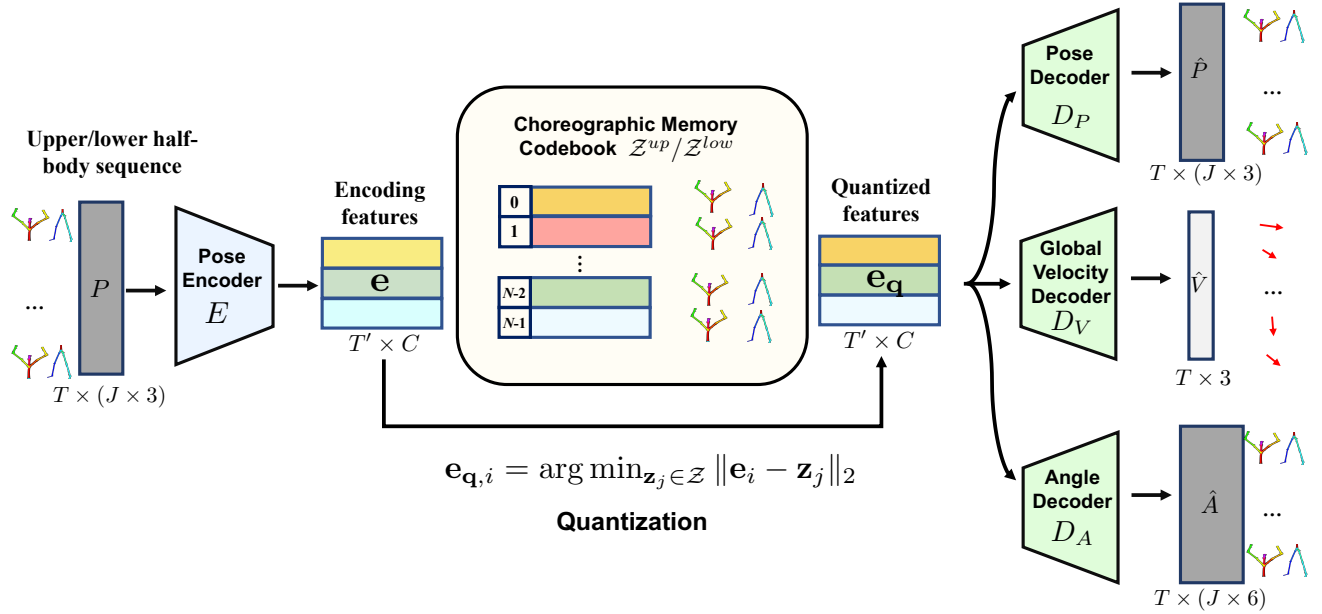 Upper/lower half-
body sequence
...
P
T × (J × 3)
Pose
Encoder
E
Encoding
features
e
T′ × C
Choreographic Memory
Codebook 𝒵^{up}/𝒵^{low}
0
1
⋮
N-2
N-1
Quantized
features
e_q
T′ × C
e_{q,i} = arg min_{z_j∈𝒵} ‖e_i − z_j‖_2
Quantization
Pose
Decoder
D_P
P̂
...
T × (J × 3)
Global
Velocity
Decoder
D_V
V̂
...
T × 3
Angle
Decoder
D_A
Â
...
T × (J × 6)